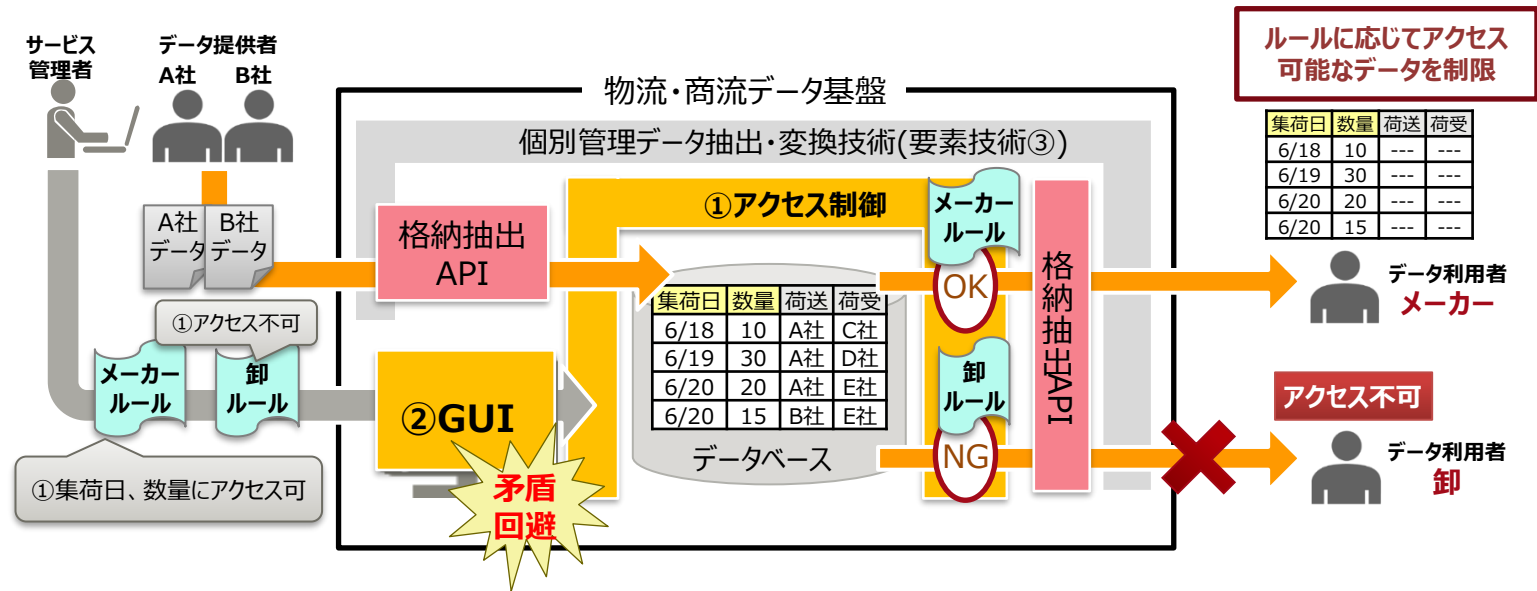 サービス
管理者
データ提供者
A社 B社
A社
データ
B社
データ
①アクセス不可
メーカー
ルール
卸
ルール
①集荷日、数量にアクセス可
物流・商流データ基盤
個別管理データ抽出・変換技術(要素技術③)
格納抽出
API
②GUI
矛盾
回避
①アクセス制御
集荷日 数量 荷送 荷受
6/18 10 A社 C社
6/19 30 A社 D社
6/20 20 A社 E社
6/20 15 B社 E社
データベース
メーカー
ルール
OK
卸
ルール
NG
格納抽出API
ルールに応じてアクセス
可能なデータを制限
集荷日 数量 荷送 荷受
6/18 10 --- ---
6/19 30 --- ---
6/20 20 --- ---
6/20 15 --- ---
データ利用者
メーカー
アクセス不可
データ利用者
卸